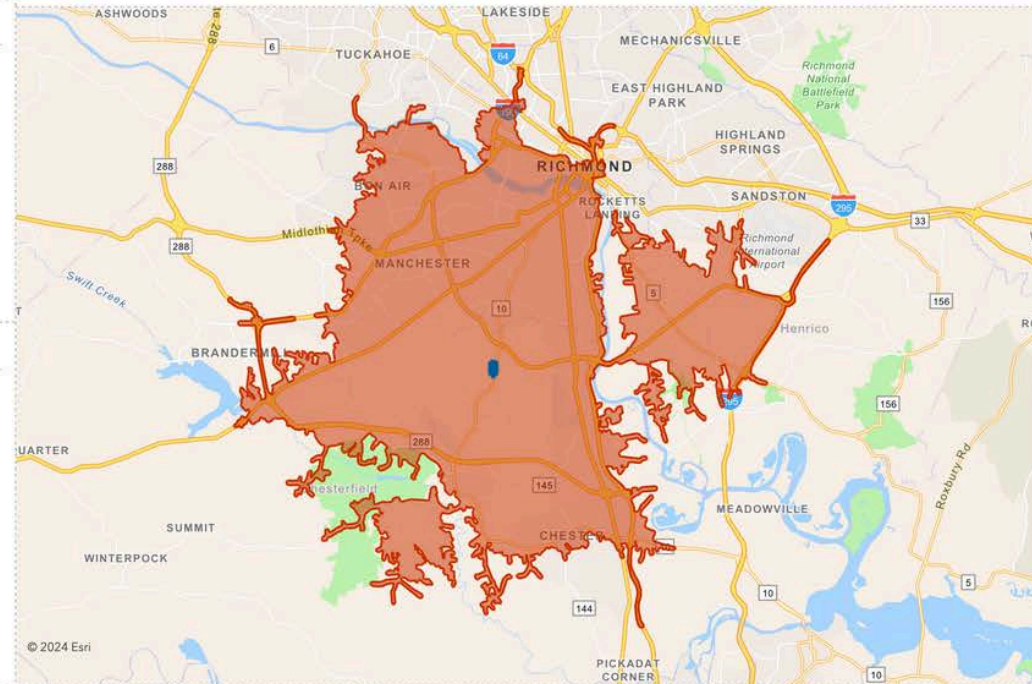 ASHWOODS
LAKESIDE
288
6
TUCKAHOE
64
MECHANICSVILLE
EAST HIGHLAND
PARK
Richmond
National
Battlefield
Park
HIGHLAND
SPRINGS
288
RICHMOND
BON AIR
SANDSTON
295
33
ROCKETTS
LANDING
288
Midloth
Tpke
MANCHESTER
Richmond
International
Airport
Swift Creek
5
10
156
Henrico
BRANDERMILL
156
QUARTER
288
Chesterfield
145
Roxbury Rd
SUMMIT
MEADOWVILLE
CHESTER
WINTERPOCK
5
10
144
© 2024 Esri
PICKADAT
CORNER
10